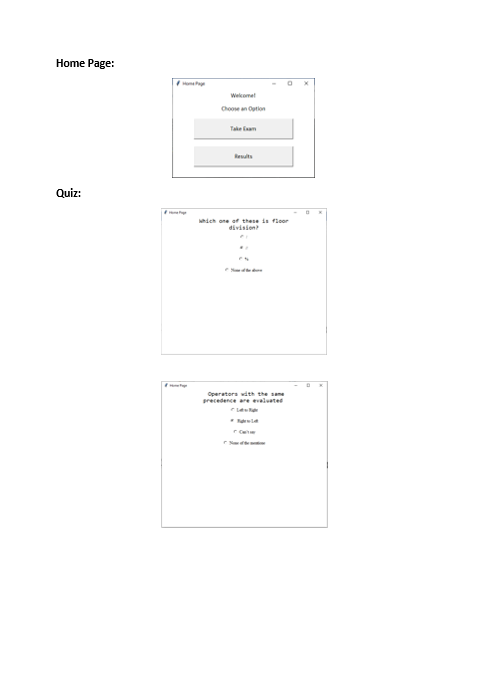 Home Page:
Home Page
Welcome!
Choose an Option
Take Exam
Results
Quiz:
Home Page
Which one of these is floor
division?
/
//
%
None of the above
Home Page
Operators with the same
precedence are evaluated
Left to Right
Right to Left
Can't say
None of the mentions